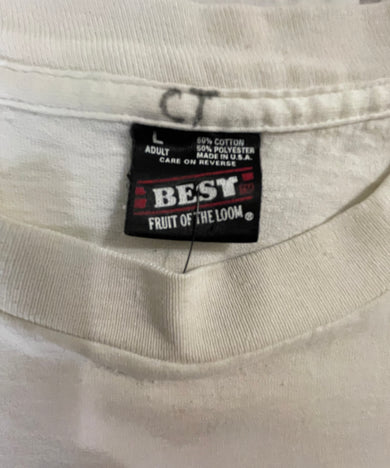 CT
L
ADULT
50% COTTON
50% POLYESTER
MADE IN U.S.A.
CARE ON REVERSE
BEST
FRUIT OF THE LOOM ®